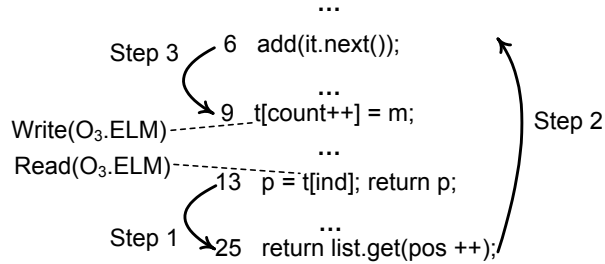 ...
Step 3
6 add(it.next());
...
9 t[count++] = m;
Write(O₃.ELM)
Step 2
...
Read(O₃.ELM)
13 p = t[ind]; return p;
...
Step 1
25 return list.get(pos ++);